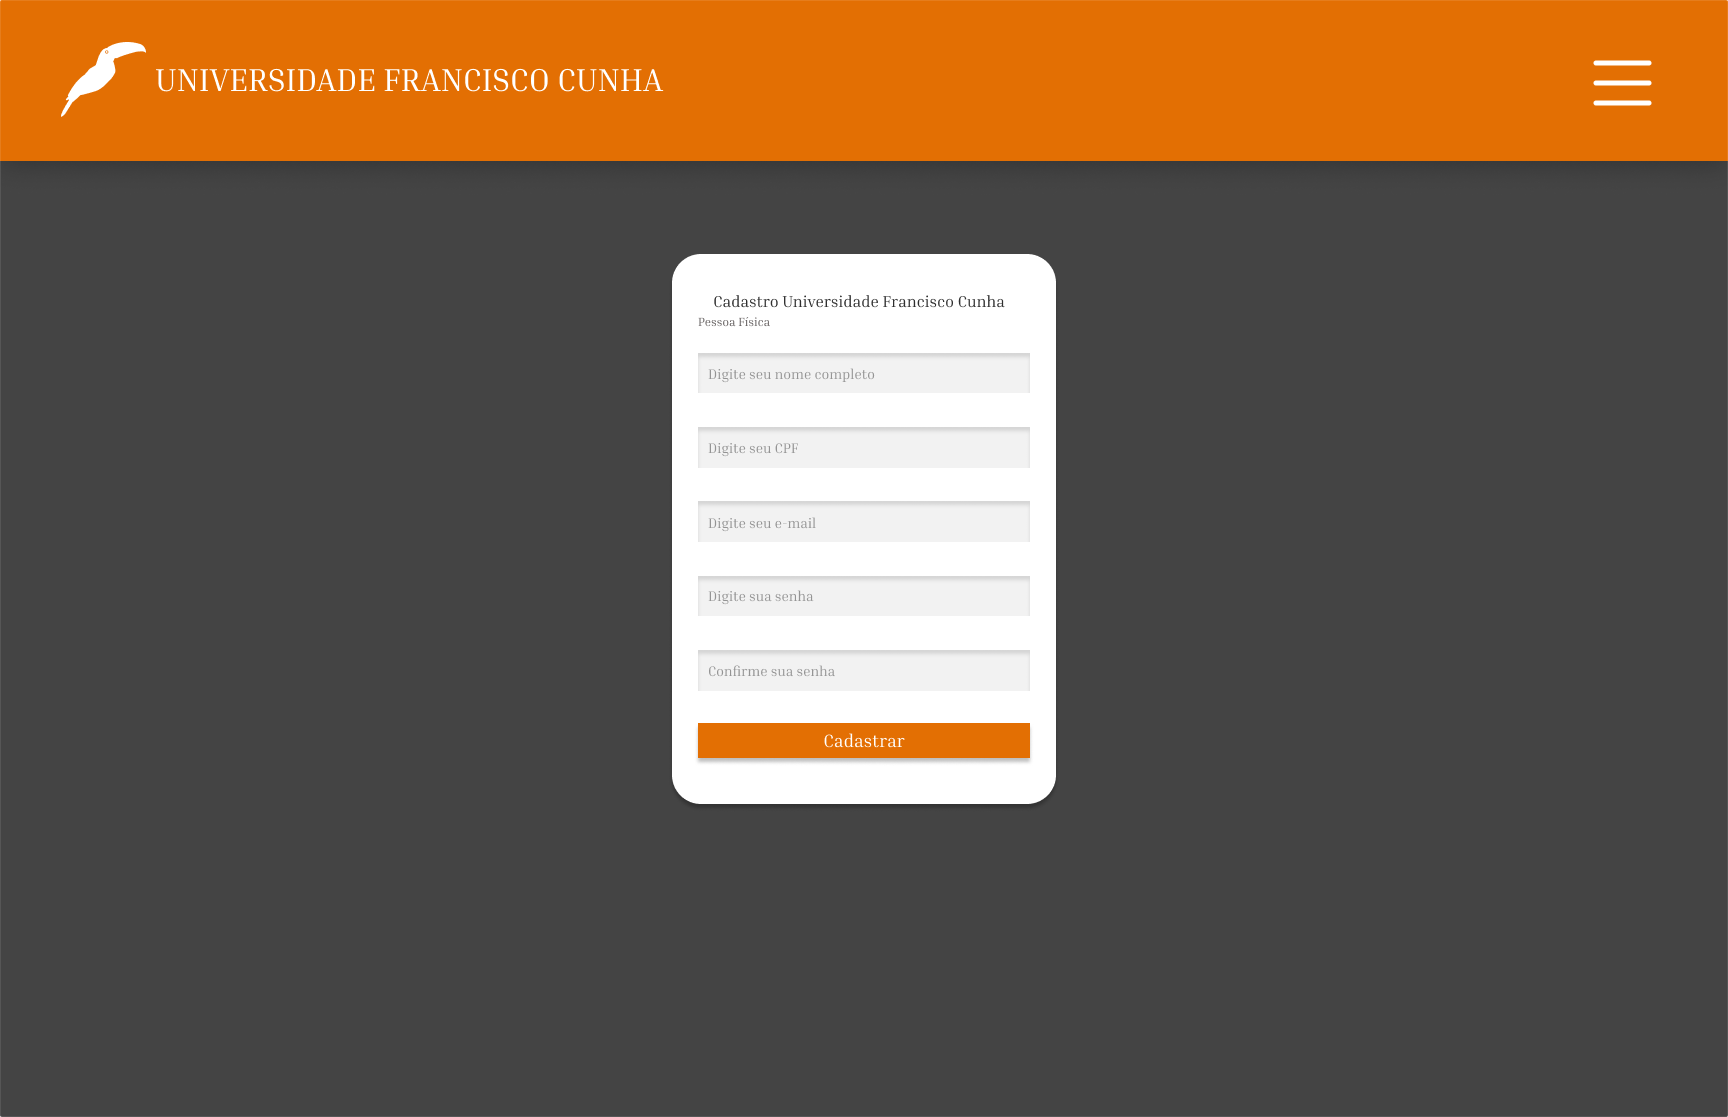 UNIVERSIDADE FRANCISCO CUNHA
Cadastro Universidade Francisco Cunha
Pessoa Física
Digite seu nome completo
Digite seu CPF
Digite seu e-mail
Digite sua senha
Confirme sua senha
Cadastrar